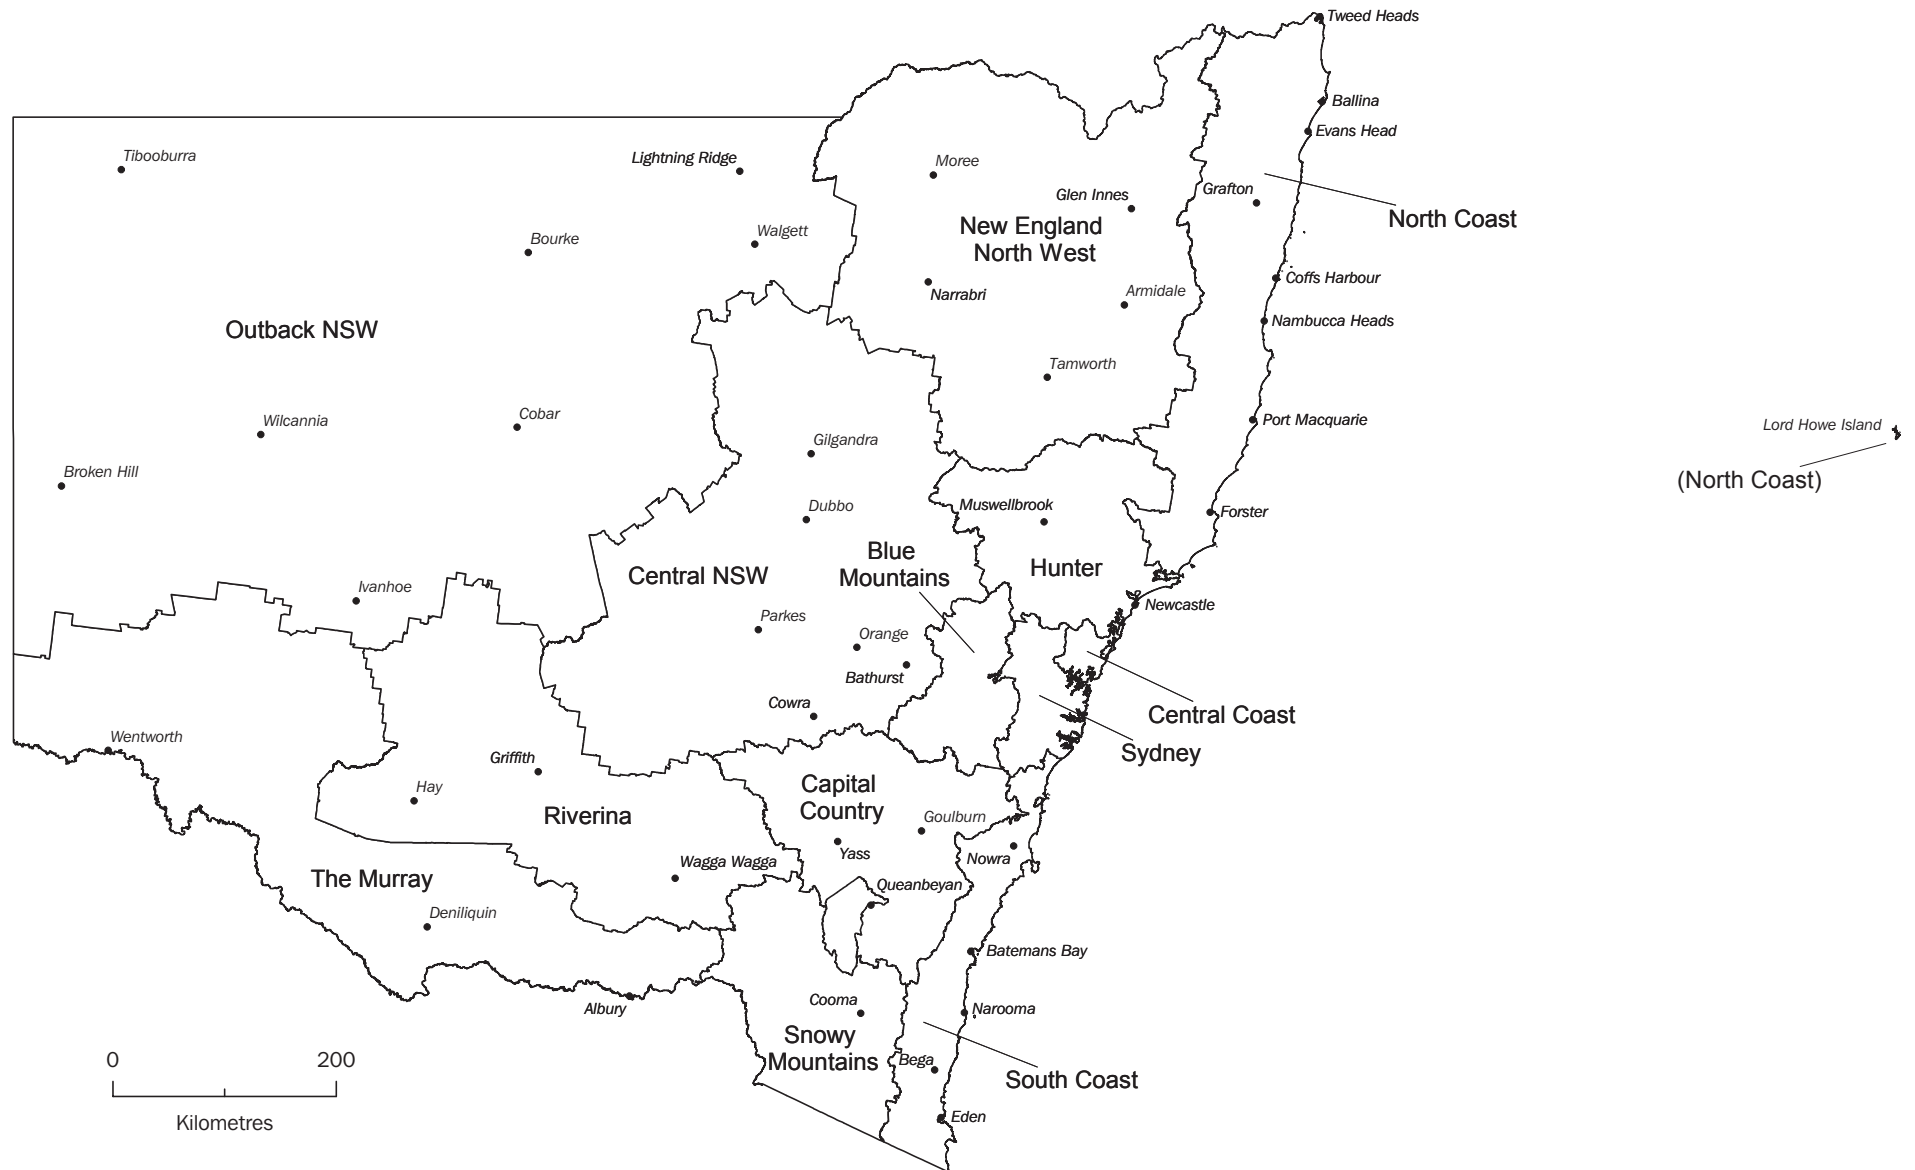 Tweed Heads
Ballina
Evans Head
Tibooburra
Lightning Ridge
Moree
Glen Innes
Grafton
North Coast
New England
North West
Bourke
Walgett
Coffs Harbour
Narrabri
Armidale
Nambucca Heads
Outback NSW
Tamworth
Wilcannia
Cobar
Port Macquarie
Lord Howe Island
Gilgandra
Broken Hill
(North Coast)
Muswellbrook
Dubbo
Forster
Blue
Mountains
Central NSW
Hunter
Ivanhoe
Newcastle
Parkes
Orange
Bathurst
Cowra
Central Coast
Wentworth
Sydney
Griffith
Hay
Capital
Country
Riverina
Goulburn
Yass
Nowra
Wagga Wagga
The Murray
Queanbeyan
Deniliquin
Batemans Bay
Cooma
Albury
Narooma
Snowy
Mountains
Bega
South Coast
Eden
0
200
Kilometres